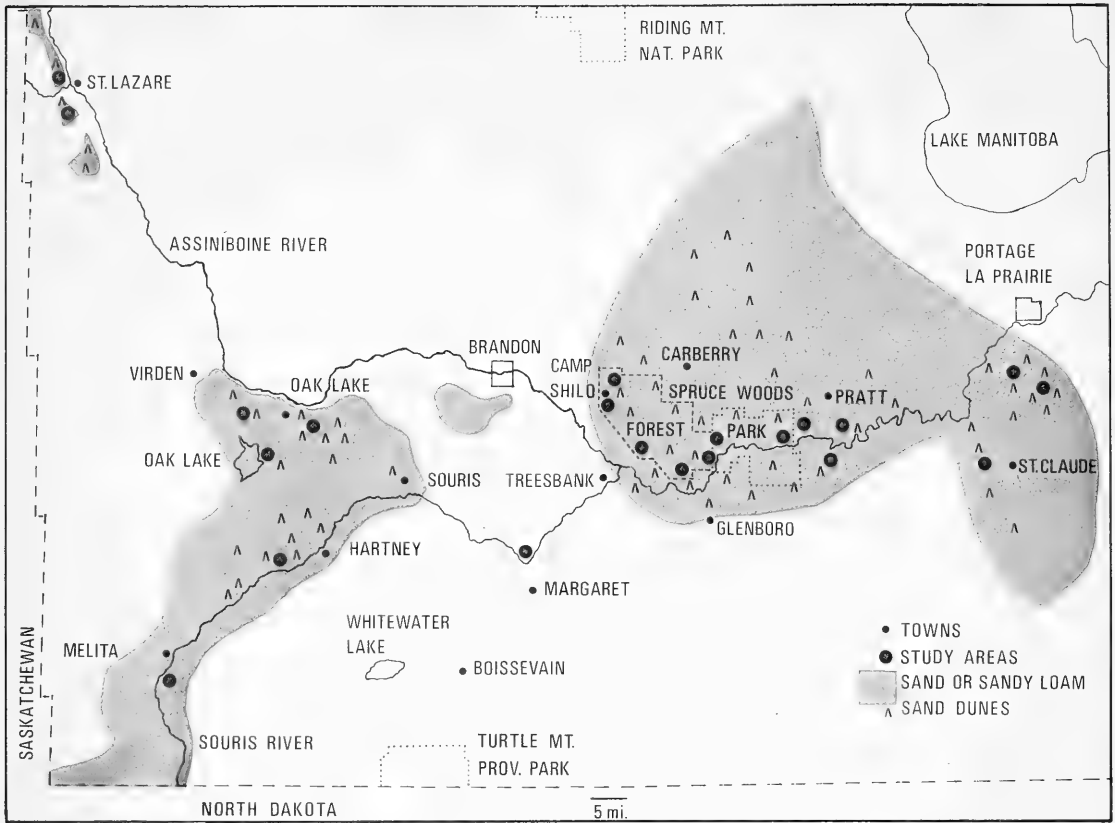 RIDING MT.
NAT. PARK
ST. LAZARE
LAKE MANITOBA
ASSINIBOINE RIVER
PORTAGE
LA PRAIRIE
BRANDON
VIRDEN
OAK LAKE
CAMP
SHILO
CARBERRY
SPRUCE WOODS
PRATT
FOREST
PARK
OAK LAKE
SOURIS
TREESBANK
ST. CLAUDE
GLENBORO
HARTNEY
MARGARET
WHITEWATER
LAKE
MELITA
BOISSEVAIN
SASKATCHEWAN
SOURIS RIVER
TURTLE MT.
PROV. PARK
NORTH DAKOTA
5 mi.
TOWNS
STUDY AREAS
SAND OR SANDY LOAM
SAND DUNES